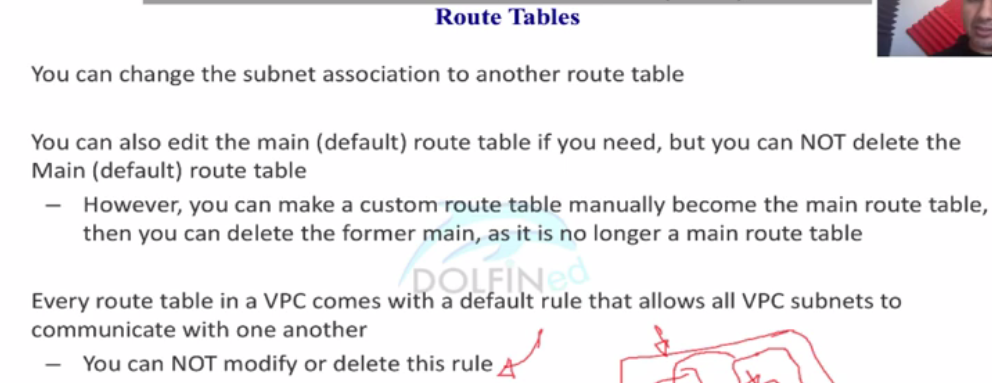 Route Tables
You can change the subnet association to another route table
You can also edit the main (default) route table if you need, but you can NOT delete the
Main (default) route table
– However, you can make a custom route table manually become the main route table,
then you can delete the former main, as it is no longer a main route table
DOLFINed
Every route table in a VPC comes with a default rule that allows all VPC subnets to
communicate with one another
– You can NOT modify or delete this rule